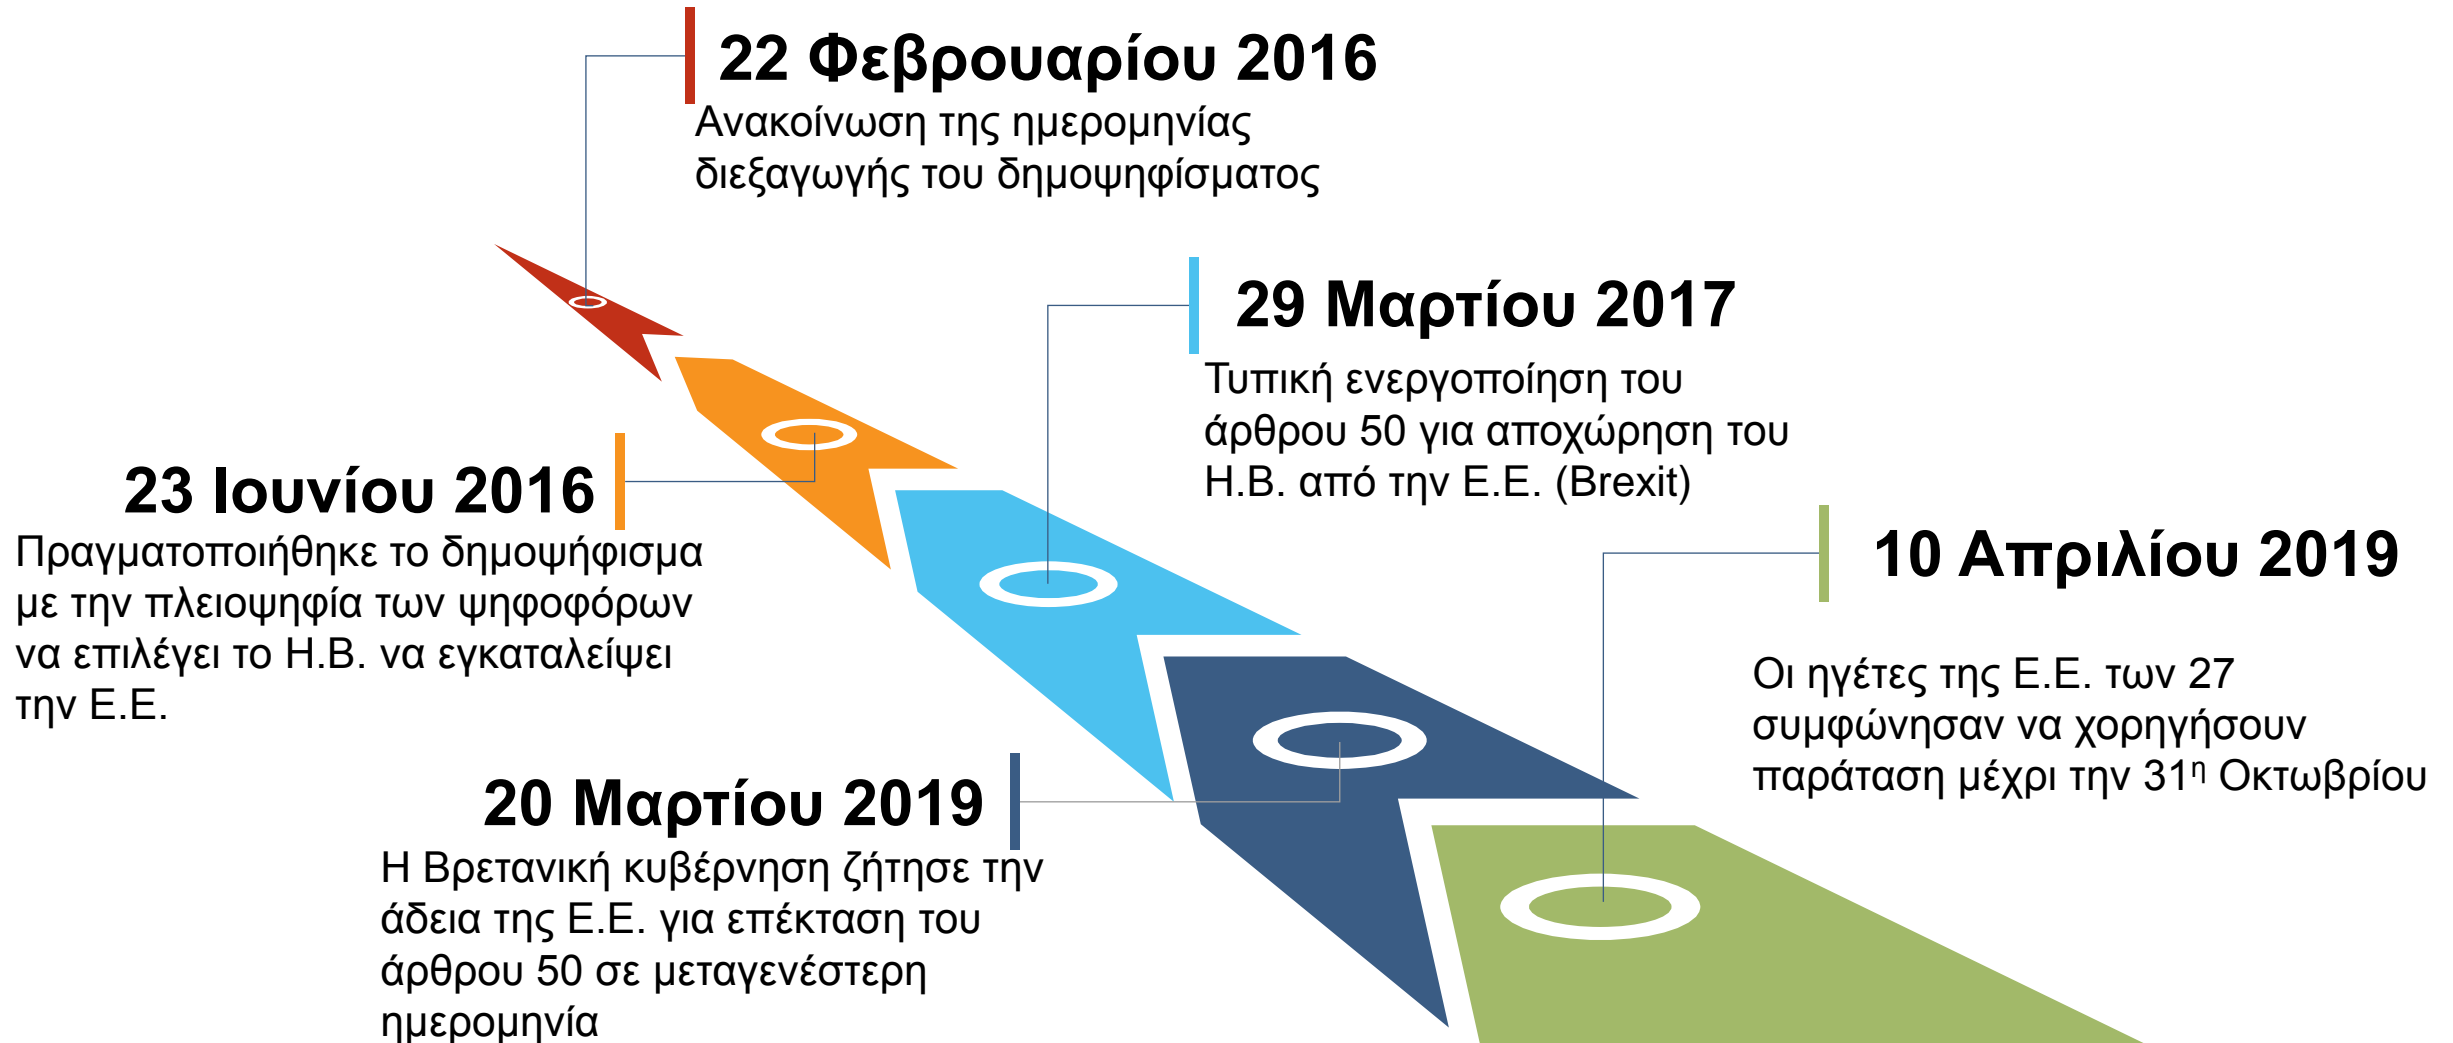 22 Φεβρουαρίου 2016
Ανακοίνωση της ημερομηνίας
διεξαγωγής του δημοψηφίσματος
23 Ιουνίου 2016
Πραγματοποιήθηκε το δημοψήφισμα
με την πλειοψηφία των ψηφοφόρων
να επιλέγει το Η.Β. να εγκαταλείψει
την Ε.Ε.
29 Μαρτίου 2017
Τυπική ενεργοποίηση του
άρθρου 50 για αποχώρηση του
Η.Β. από την Ε.Ε. (Brexit)
20 Μαρτίου 2019
Η Βρετανική κυβέρνηση ζήτησε την
άδεια της Ε.Ε. για επέκταση του
άρθρου 50 σε μεταγενέστερη
ημερομηνία
10 Απριλίου 2019
Οι ηγέτες της Ε.Ε. των 27
συμφώνησαν να χορηγήσουν
παράταση μέχρι την 31η Οκτωβρίου